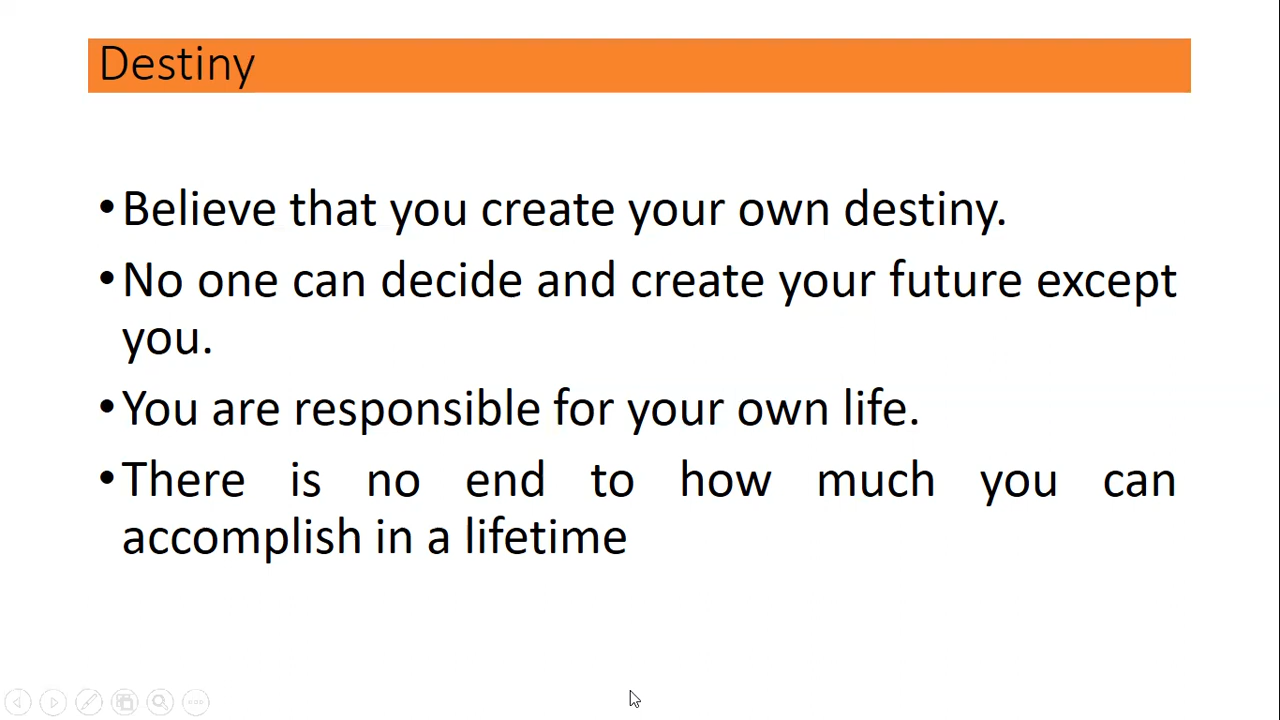 Destiny
•Believe that you create your own destiny.
•No one can decide and create your future except
you.
•You are responsible for your own life.
•There is no end to how much you can
accomplish in a lifetime